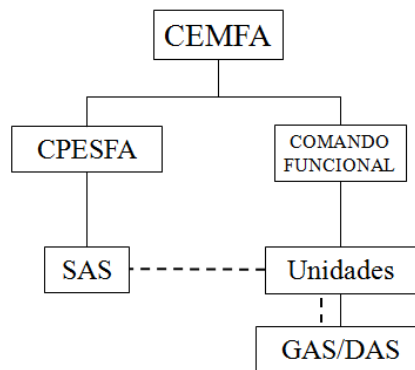 CEMFA
CPESFA
COMANDO
FUNCIONAL
SAS
Unidades
GAS/DAS